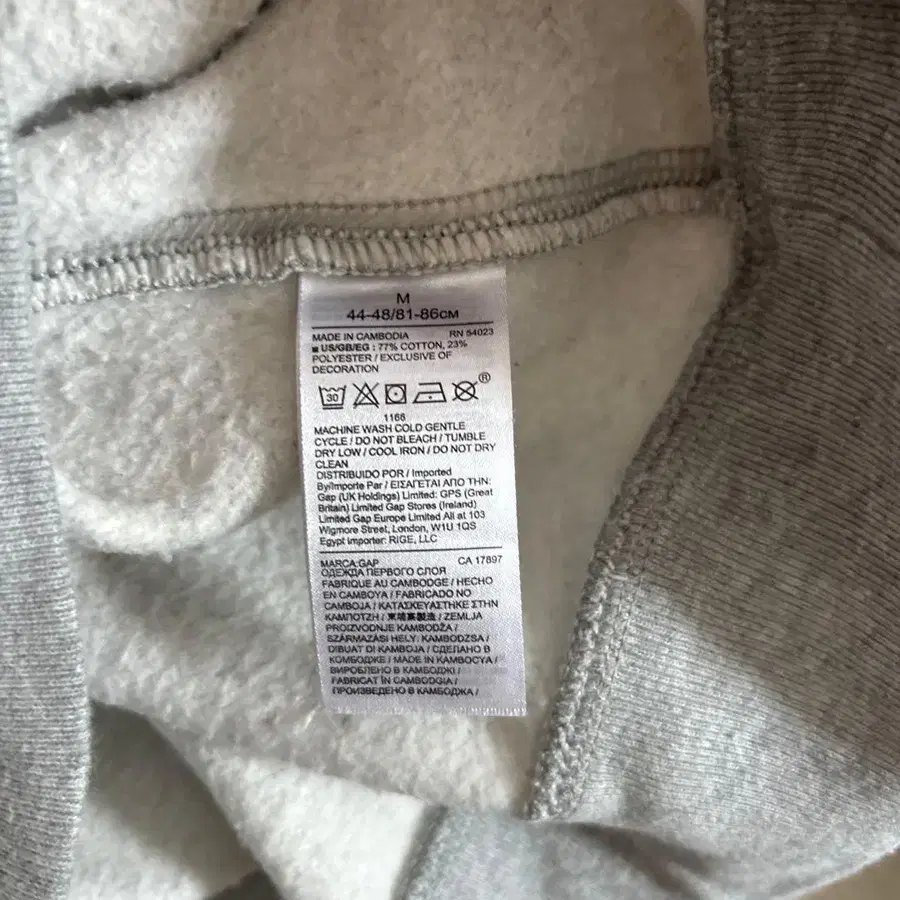 M
44-48/81-86см
MADE IN CAMBODIA RN 54023
US/GB/EG : 77% COTTON, 23%
POLYESTER / EXCLUSIVE OF
DECORATION
30 ®
1166
MACHINE WASH COLD GENTLE
CYCLE / DO NOT BLEACH / TUMBLE
DRY LOW / COOL IRON / DO NOT DRY
CLEAN
DISTRIBUIDO POR / Imported
By/Importe Par / ΕΙΣΑΓΕΤΑΙ ΑΠΟ ΤΗΝ:
Gap (UK Holdings) Limited: GPS (Great
Britain) Limited Gap Stores (Ireland)
Limited Gap Europe Limited All at 103
Wigmore Street, London, W1U 1QS
Egypt importer: RIGE, LLC
MARCA:GAP CA 17897
ОДЕЖДА ПЕРВОГО СЛОЯ
FABRIQUE AU CAMBODGE / HECHO
EN CAMBOYA / FABRICADO NO
CAMBOJA / ΚΑΤΑΣΚΕΥΑΣΤΗΚΕ ΣΤΗΝ
ΚΑΜΠΟΤΖΗ / 柬埔寨製造 / ZEMLJA
PROIZVODNJE KAMBODŽA /
SZÁRMAZÁSI HELY: KAMBODZSA /
DIBUAT DI KAMBOJA / СДЕЛАНО В
КОМБОДЖЕ / MADE IN KAMBOCYA /
ВИРОБЛЕНО В КАМБОДЖІ /
FABRICAT IN CAMBODGIA /
ПРОИЗВЕДЕНО В КАМБОДЖА /